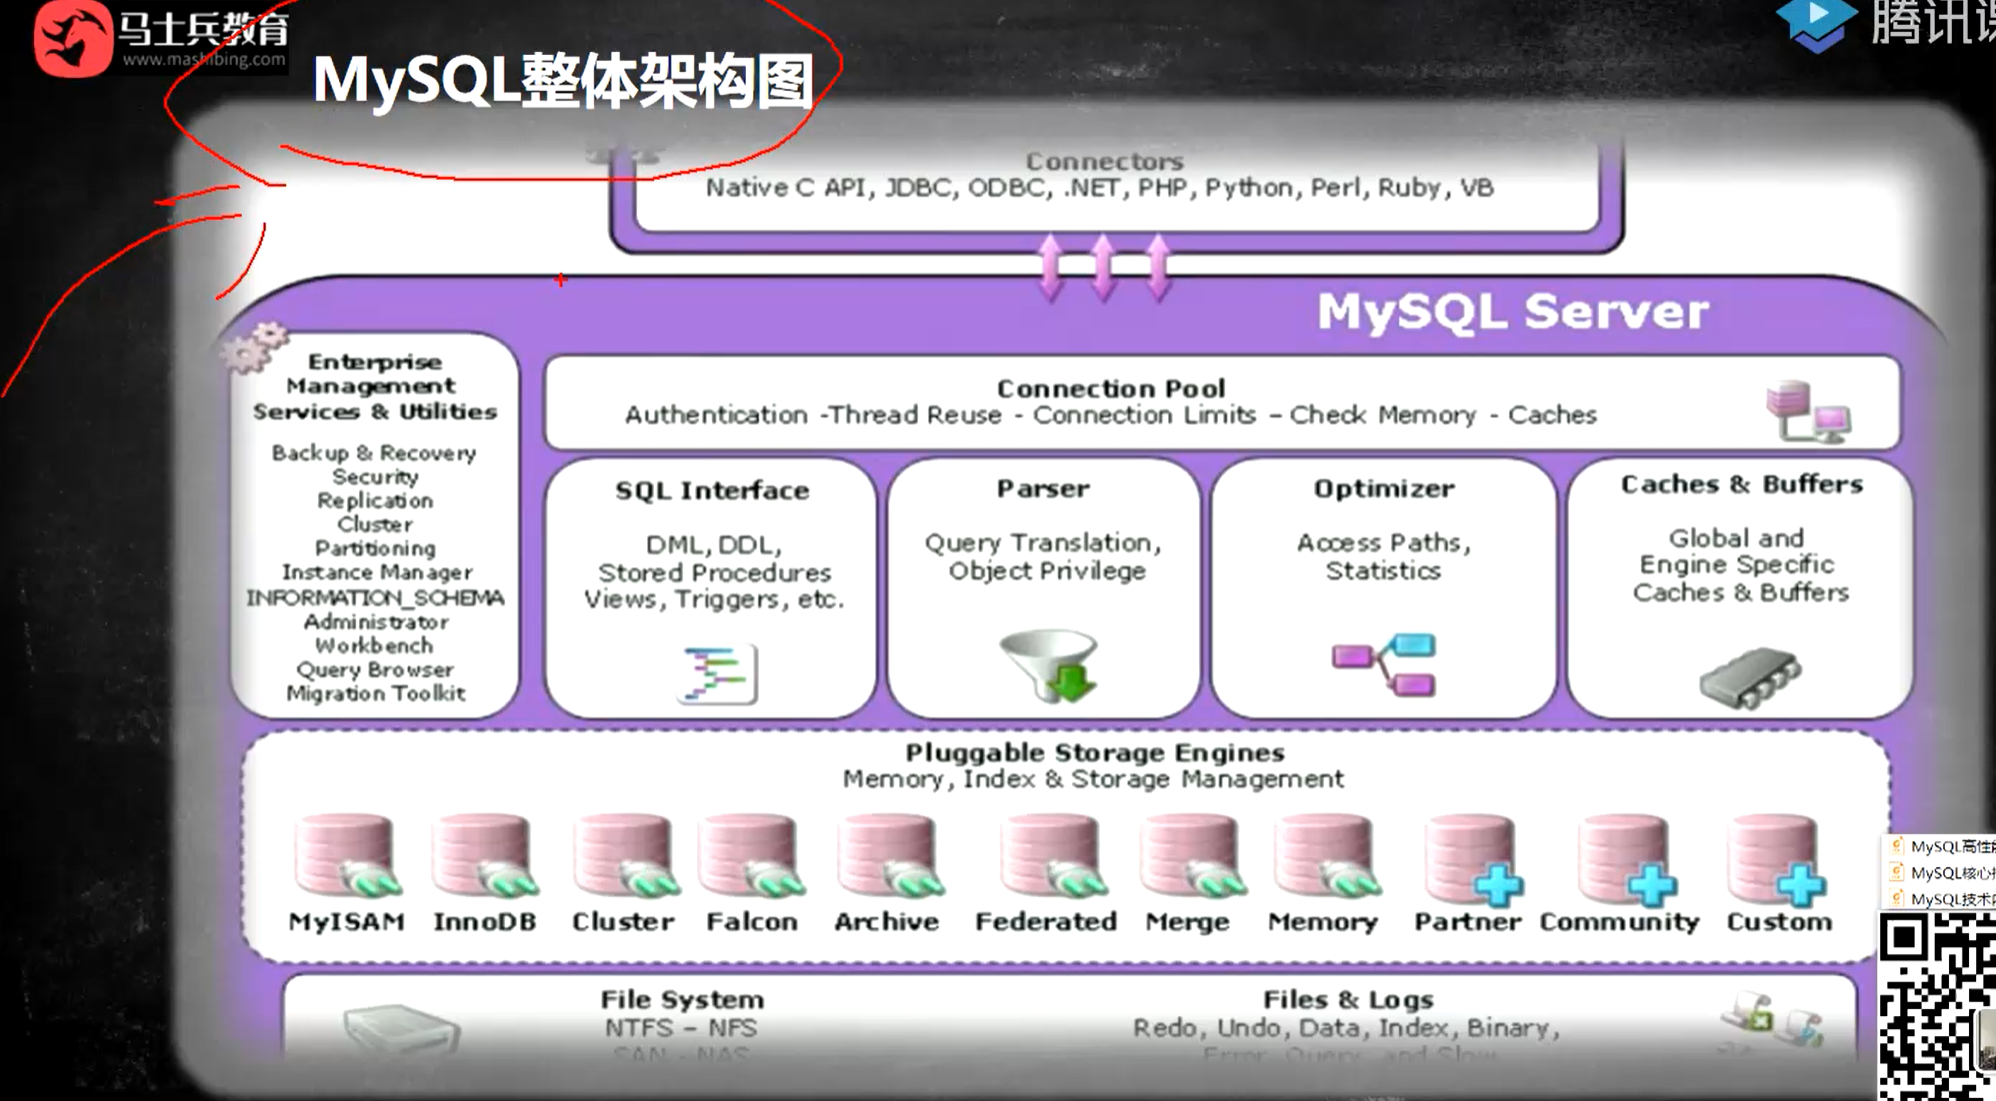 马士兵教育
www.mashibing.com
腾讯课
MySQL整体架构图
Connectors
Native C API, JDBC, ODBC, .NET, PHP, Python, Perl, Ruby, VB
MySQL Server
Enterprise
Management
Services & Utilities
Backup & Recovery
Security
Replication
Cluster
Partitioning
Instance Manager
INFORMATION_SCHEMA
Administrator
Workbench
Query Browser
Migration Toolkit
Connection Pool
Authentication -Thread Reuse - Connection Limits – Check Memory - Caches
SQL Interface
DML, DDL,
Stored Procedures
Views, Triggers, etc.
Parser
Query Translation,
Object Privilege
Optimizer
Access Paths,
Statistics
Caches & Buffers
Global and
Engine Specific
Caches & Buffers
Pluggable Storage Engines
Memory, Index & Storage Management
MyISAM
InnoDB
Cluster
Falcon
Archive
Federated
Merge
Memory
Partner
Community
Custom
File System
NTFS – NFS
SAN - NAS
Files & Logs
Redo, Undo, Data, Index, Binary,
Error, Query, and Slow
MySQL高性能
MySQL核心
MySQL技术